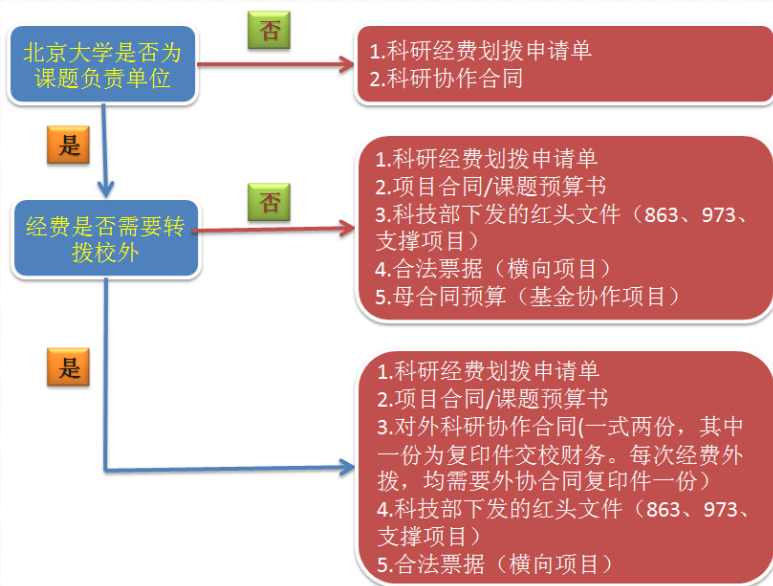 北京大学是否为
课题负责单位
否
1.科研经费划拨申请单
2.科研协作合同
是
经费是否需要转
拨校外
否
1.科研经费划拨申请单
2.项目合同/课题预算书
3.科技部下发的红头文件（863、973、
支撑项目）
4.合法票据（横向项目）
5.母合同预算（基金协作项目）
是
1.科研经费划拨申请单
2.项目合同/课题预算书
3.对外科研协作合同(一式两份，其中
一份为复印件交校财务。每次经费外
拨，均需要外协合同复印件一份）
4.科技部下发的红头文件（863、973、
支撑项目）
5.合法票据（横向项目）